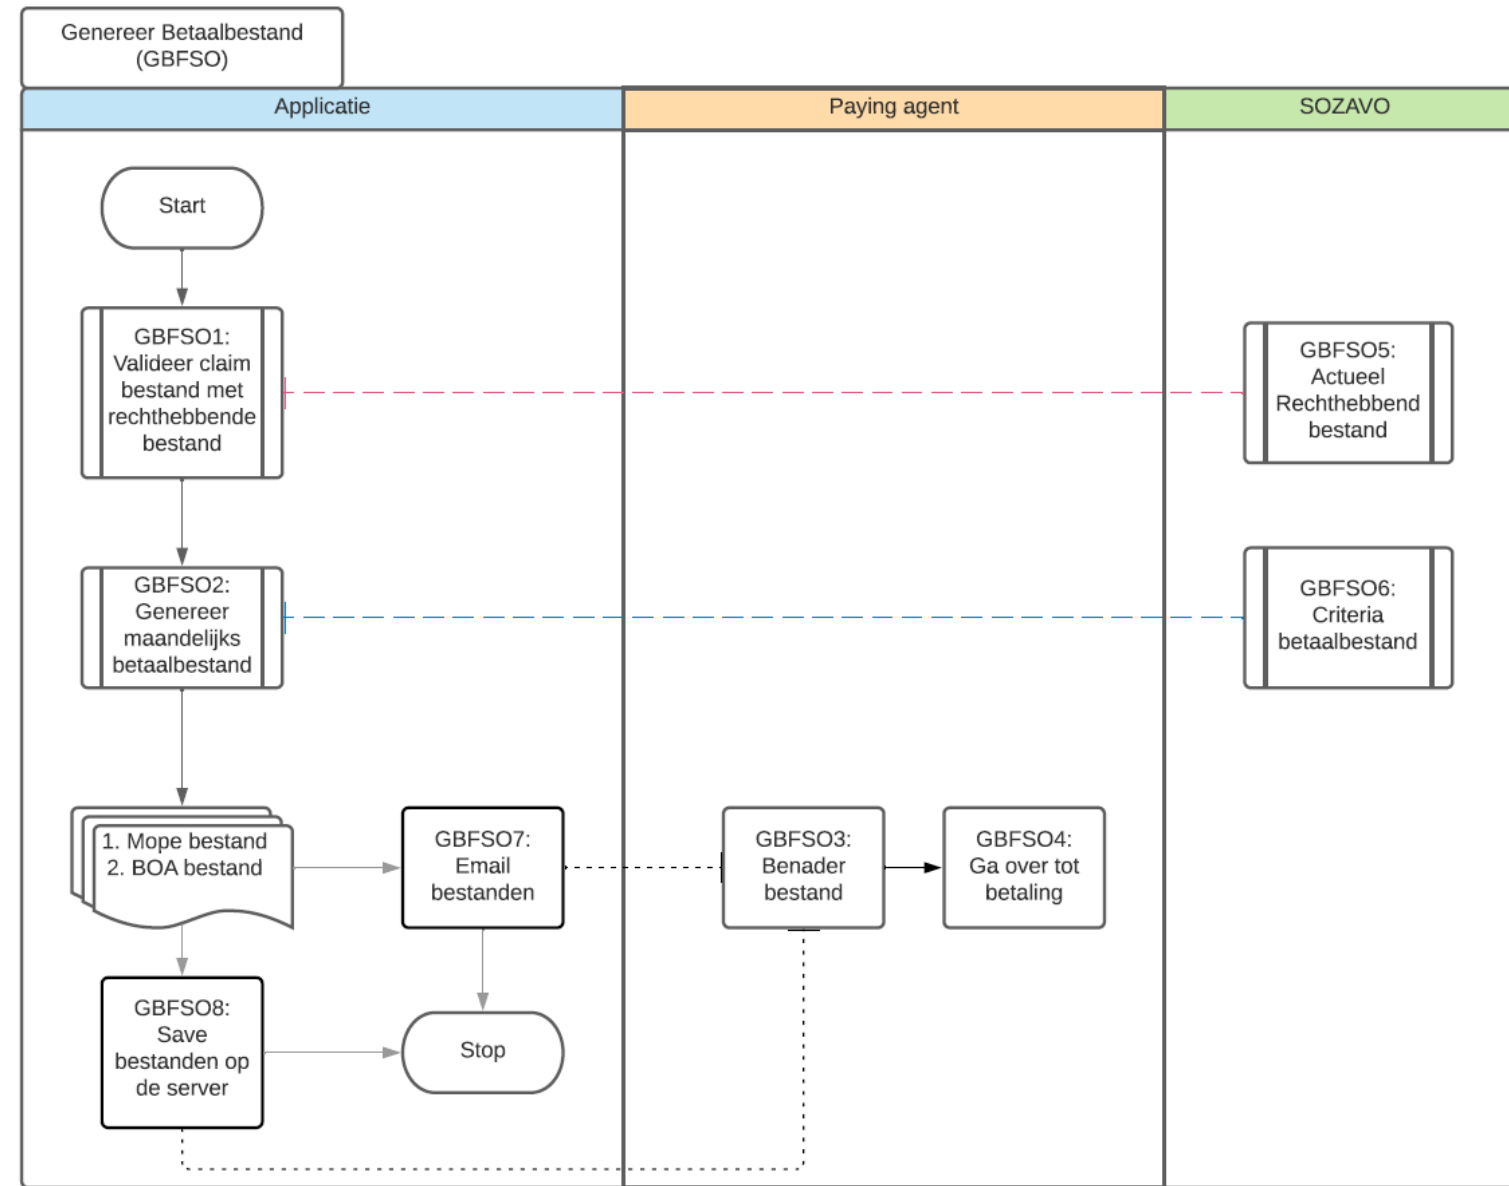 Genereer Betaalbestand
(GBFSO)
Applicatie
Paying agent
SOZAVO
Start
GBFSO1:
Valideer claim
bestand met
rechthebbende
bestand
GBFSO5:
Actueel
Rechthebbend
bestand
GBFSO2:
Genereer
maandelijks
betaalbestand
GBFSO6:
Criteria
betaalbestand
1. Mope bestand
2. BOA bestand
GBFSO7:
Email
bestanden
GBFSO3:
Benader
bestand
GBFSO4:
Ga over tot
betaling
GBFSO8:
Save
bestanden op
de server
Stop